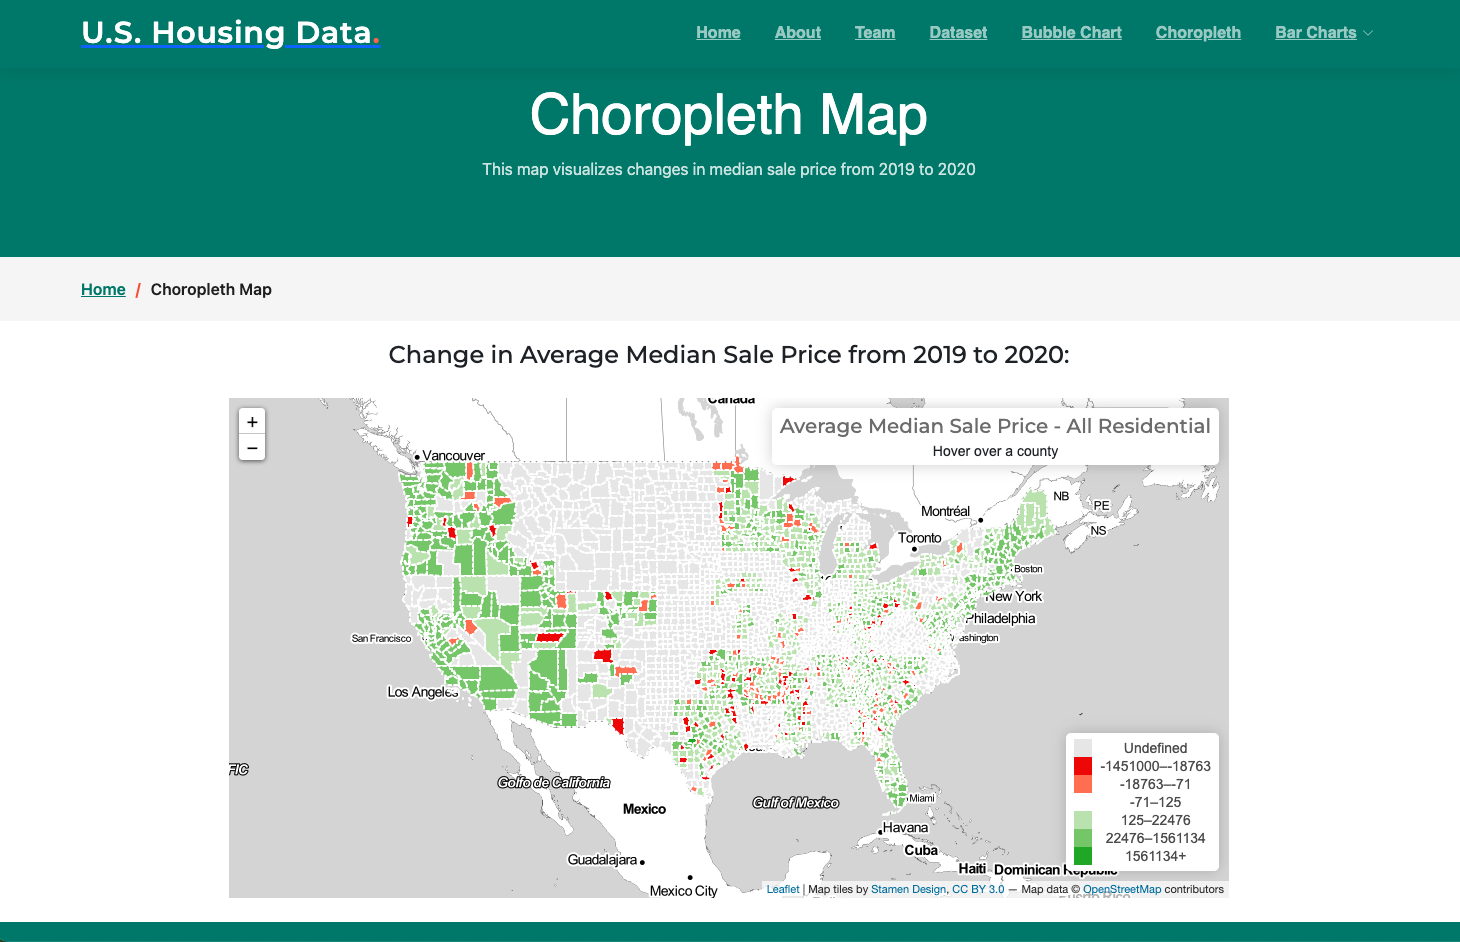 U.S. Housing Data.
Home About Team Dataset Bubble Chart Choropleth Bar Charts
Choropleth Map
This map visualizes changes in median sale price from 2019 to 2020
Home / Choropleth Map
Change in Average Median Sale Price from 2019 to 2020:
+
−
Canada
Average Median Sale Price - All Residential
Hover over a county
Vancouver
NB
PE
Montréal
NS
Toronto
Boston
New York
Philadelphia
San Francisco
Los Angeles
Golfo de California
Mexico
Gulf of Mexico
Miami
Havana
Cuba
Guadalajara
Haiti Dominican Republic
Mexico City
Undefined
-1451000–-18763
-18763–-71
-71–125
125–22476
22476–1561134
1561134+
Leaflet | Map tiles by Stamen Design, CC BY 3.0 — Map data © OpenStreetMap contributors